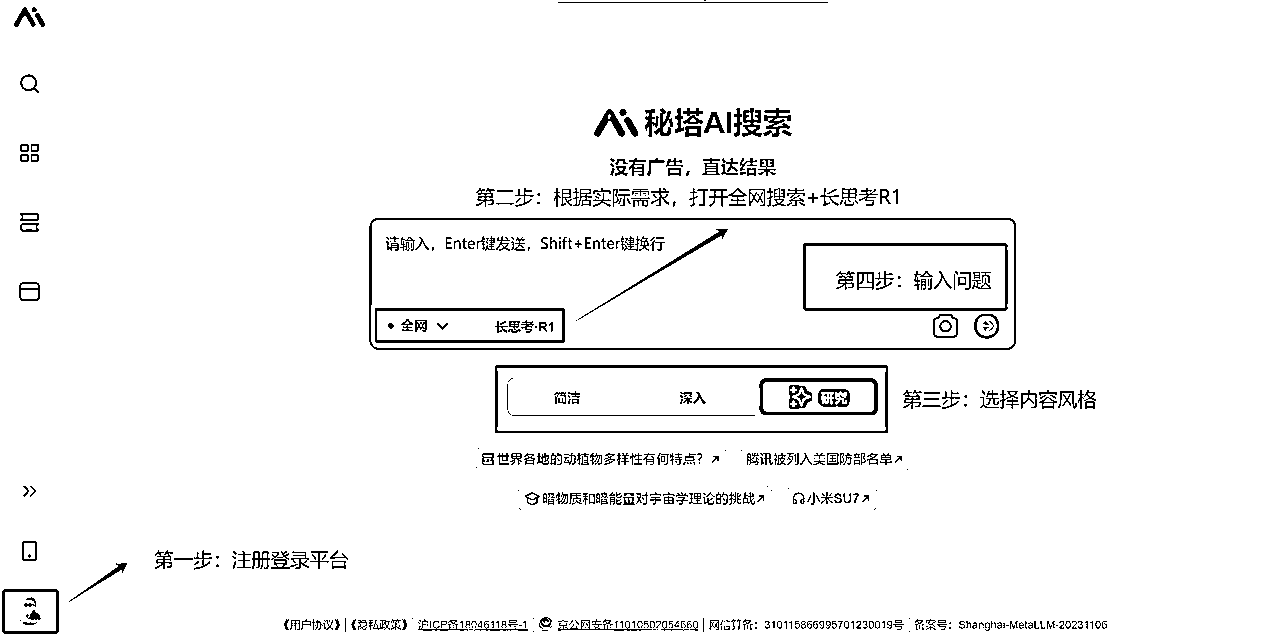 秘塔AI搜索
没有广告，直达结果
第二步：根据实际需求，打开全网搜索+长思考R1
请输入，Enter键发送，Shift+Enter键换行
第四步：输入问题
全网 长思考·R1
简洁 深入 研究
第三步：选择内容风格
世界各地的动植物多样性有何特点？ 腾讯被列入美国防部名单
暗物质和暗能量对宇宙学理论的挑战 小米SU7
第一步：注册登录平台
《用户协议》 | 《隐私政策》 沪ICP备18046118号-1 京公网安备11010502054660 | 网信算备：310115866995701230019号 备案号：Shanghai-MetaLLM-20231106